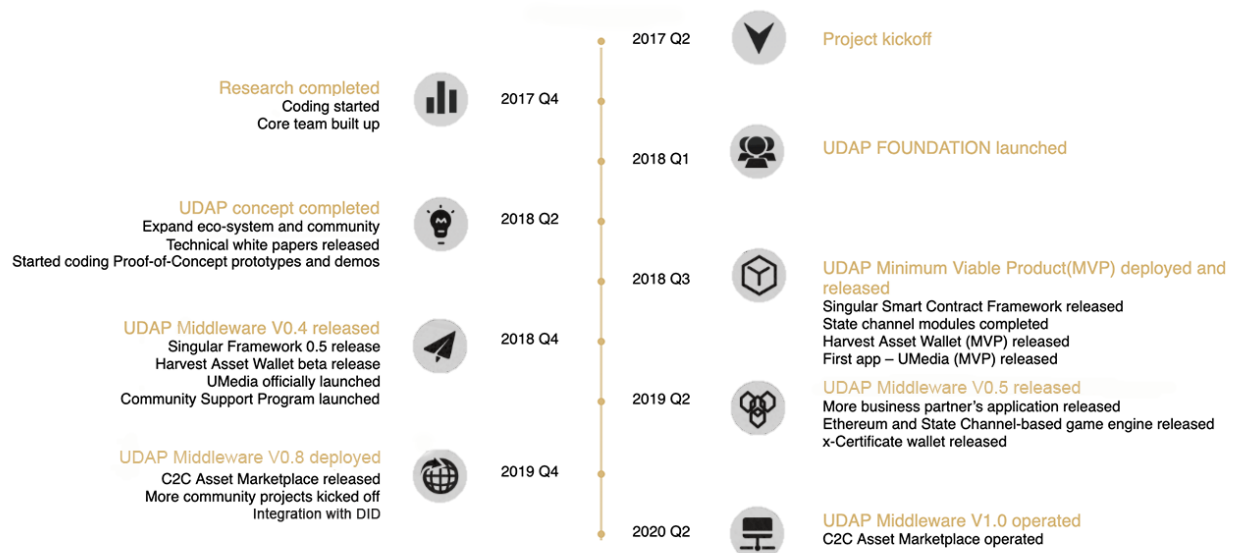 2017 Q2
Project kickoff
Research completed
Coding started
Core team built up
2017 Q4
2018 Q1
UDAP FOUNDATION launched
UDAP concept completed
Expand eco-system and community
Technical white papers released
Started coding Proof-of-Concept prototypes and demos
2018 Q2
2018 Q3
UDAP Minimum Viable Product(MVP) deployed and
released
Singular Smart Contract Framework released
State channel modules completed
Harvest Asset Wallet (MVP) released
First app – UMedia (MVP) released
UDAP Middleware V0.4 released
Singular Framework 0.5 release
Harvest Asset Wallet beta release
UMedia officially launched
Community Support Program launched
2018 Q4
2019 Q2
UDAP Middleware V0.5 released
More business partner's application released
Ethereum and State Channel-based game engine released
x-Certificate wallet released
UDAP Middleware V0.8 deployed
C2C Asset Marketplace released
More community projects kicked off
Integration with DID
2019 Q4
2020 Q2
UDAP Middleware V1.0 operated
C2C Asset Marketplace operated